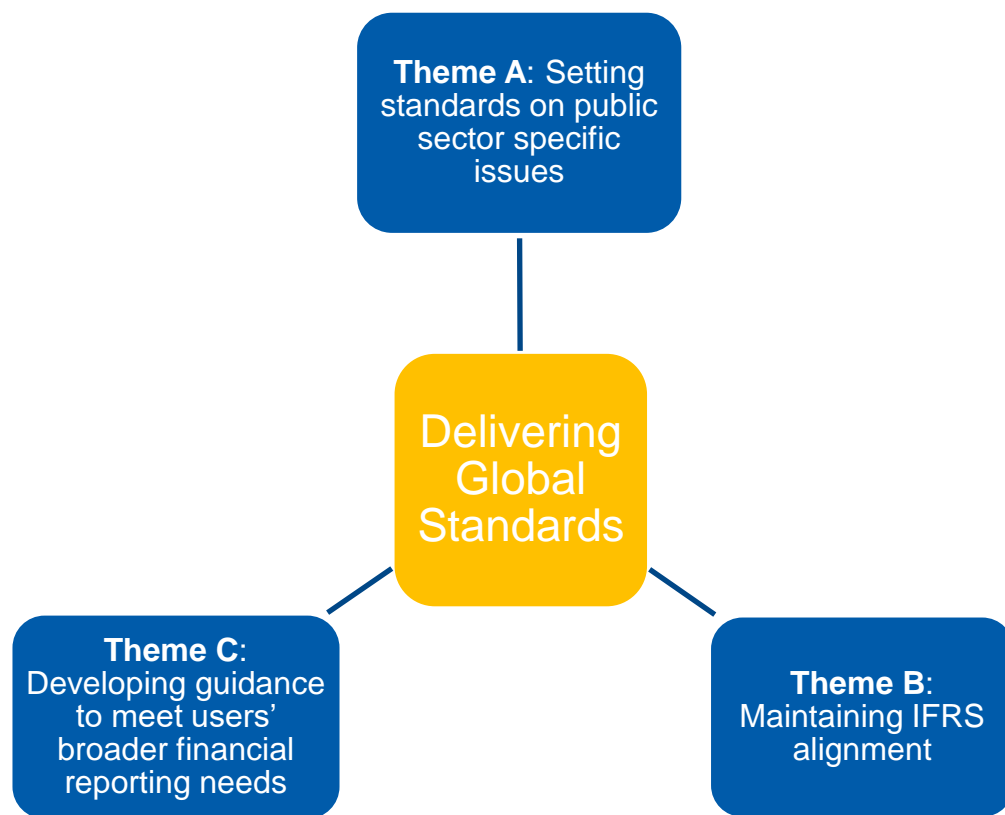 Theme A: Setting
standards on public
sector specific
issues
Delivering
Global
Standards
Theme C:
Developing guidance
to meet users’
broader financial
reporting needs
Theme B:
Maintaining IFRS
alignment